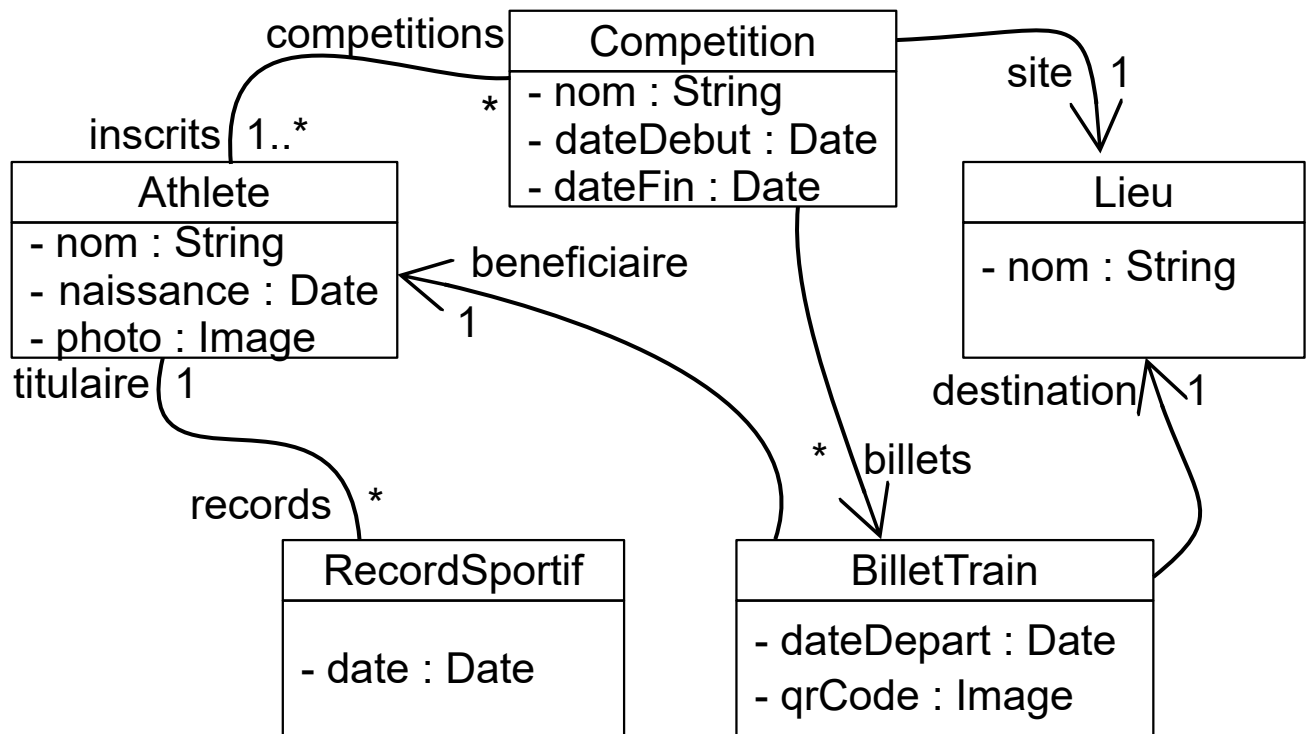 competitions
*
Competition
- nom : String
- dateDebut : Date
- dateFin : Date
site 1
inscrits 1..*
Athlete
- nom : String
- naissance : Date
- photo : Image
Lieu
- nom : String
beneficiaire
1
titulaire 1
destination 1
* billets
records *
RecordSportif
- date : Date
BilletTrain
- dateDepart : Date
- qrCode : Image